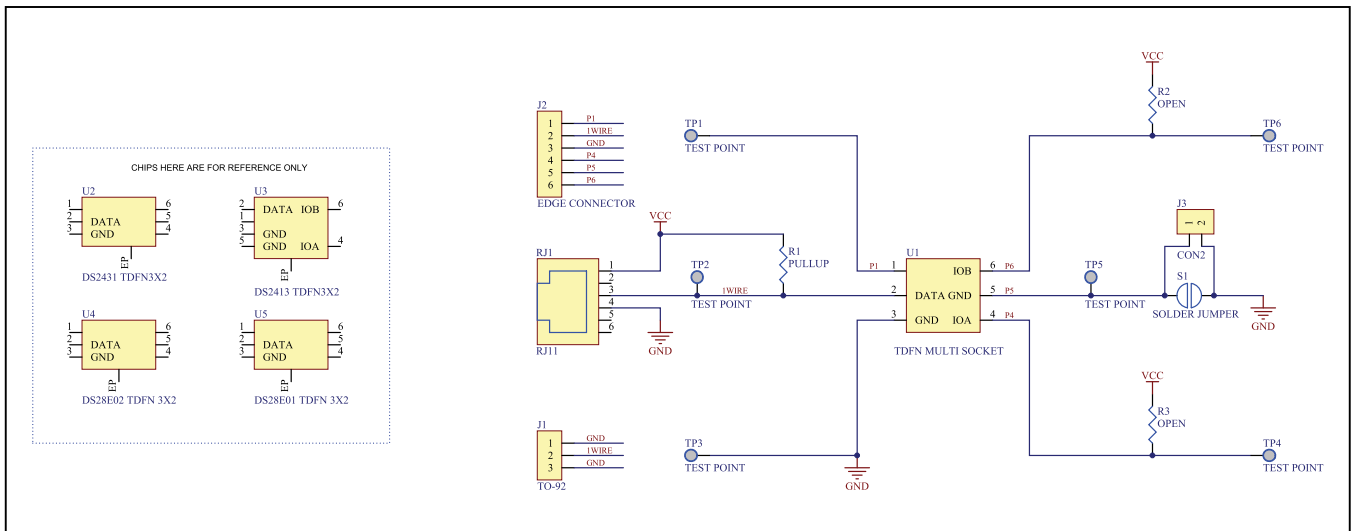 CHIPS HERE ARE FOR REFERENCE ONLY
U2
1
2
3
DATA
GND
6
5
4
EP
DS2431 TDFN3X2
U3
2
1
3
5
DATA IOB
GND
GND IOA
6
4
EP
DS2413 TDFN3X2
U4
1
2
3
DATA
GND
6
5
4
EP
DS28E02 TDFN 3X2
U5
1
2
3
DATA
GND
6
5
4
EP
DS28E01 TDFN 3X2
J2
1 P1
2 1WIRE
3 GND
4 P4
5 P5
6 P6
EDGE CONNECTOR
TP1
TEST POINT
VCC
RJ1
1
2
3
4
5
6
RJ11
GND
TP2
TEST POINT
1WIRE
R1
PULLUP
J1
1 GND
2 1WIRE
3 GND
TO-92
TP3
TEST POINT
GND
U1
P1 1
2
3
IOB
DATA GND
GND IOA
6 P6
5 P5
4 P4
TDFN MULTI SOCKET
VCC
R2
OPEN
TP6
TEST POINT
J3
1
2
CON2
TP5
TEST POINT
S1
SOLDER JUMPER
GND
VCC
R3
OPEN
TP4
TEST POINT